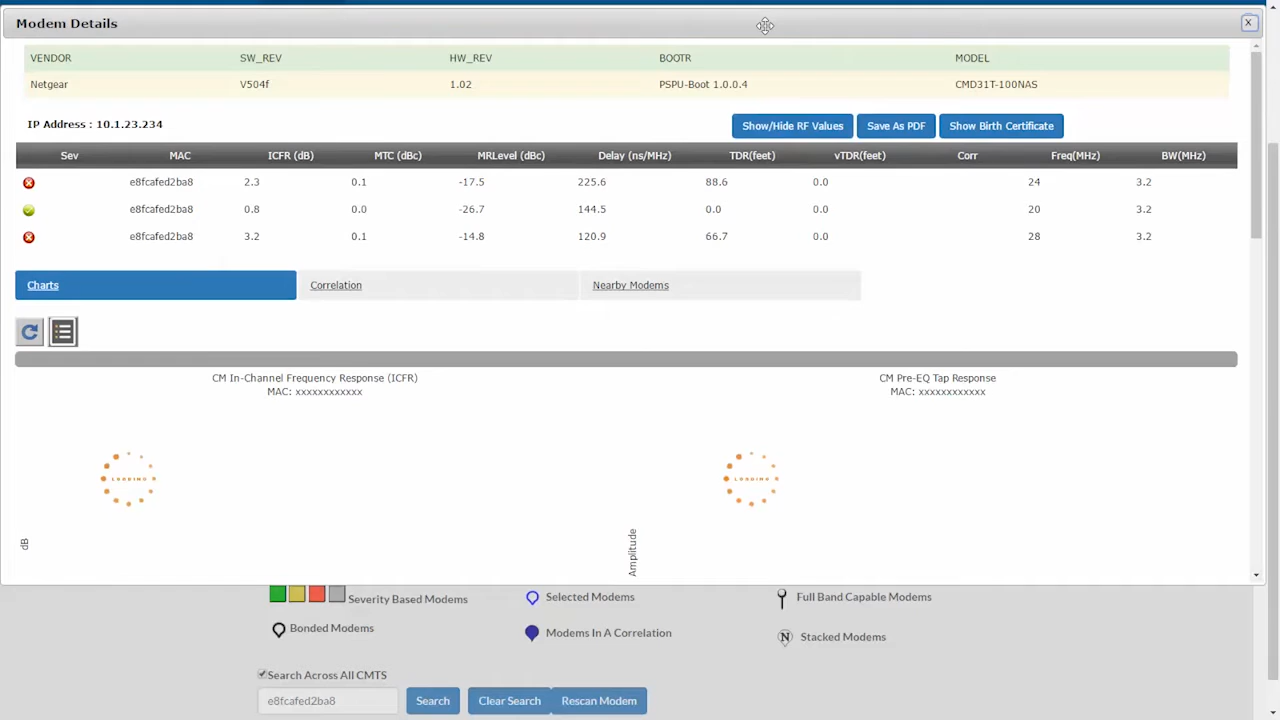 Modem Details
X
VENDOR SW_REV HW_REV BOOTR MODEL
Netgear V504f 1.02 PSPU-Boot 1.0.0.4 CMD31T-100NAS
IP Address : 10.1.23.234
Show/Hide RF Values Save As PDF Show Birth Certificate
Sev MAC ICFR (dB) MTC (dBc) MRLevel (dBc) Delay (ns/MHz) TDR(feet) vTDR(feet) Corr Freq(MHz) BW(MHz)
e8fcafed2ba8 2.3 0.1 -17.5 225.6 88.6 0.0 24 3.2
e8fcafed2ba8 0.8 0.0 -26.7 144.5 0.0 0.0 20 3.2
e8fcafed2ba8 3.2 0.1 -14.8 120.9 66.7 0.0 28 3.2
Charts Correlation Nearby Modems
CM In-Channel Frequency Response (ICFR)
MAC: xxxxxxxxxxxx
CM Pre-EQ Tap Response
MAC: xxxxxxxxxxxx
LOADING
LOADING
dB
Amplitude
Severity Based Modems Selected Modems Full Band Capable Modems
Bonded Modems Modems In A Correlation N Stacked Modems
Search Across All CMTS
e8fcafed2ba8 Search Clear Search Rescan Modem